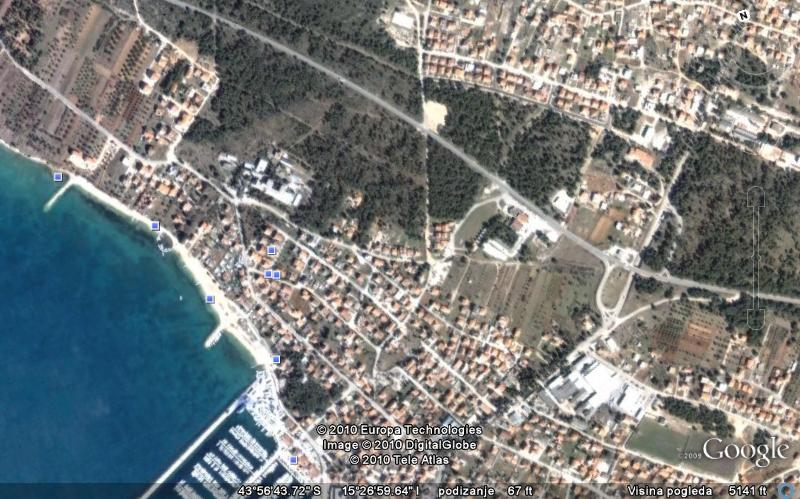 N
© 2010 Europa Technologies
Image © 2010 DigitalGlobe
© 2010 Tele Atlas
©2009 Google
43°56'43.72" S 15°26'59.64" I podizanje 67 ft Visina pogleda 5141 ft